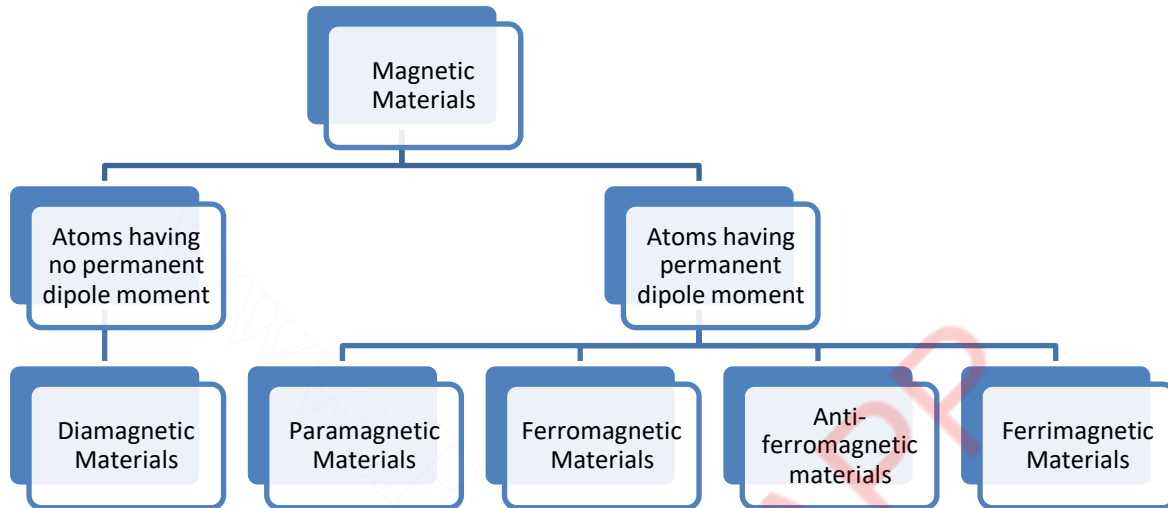 Magnetic
Materials
Atoms having
no permanent
dipole moment
Atoms having
permanent
dipole moment
Diamagnetic
Materials
Paramagnetic
Materials
Ferromagnetic
Materials
Anti-
ferromagnetic
materials
Ferrimagnetic
Materials